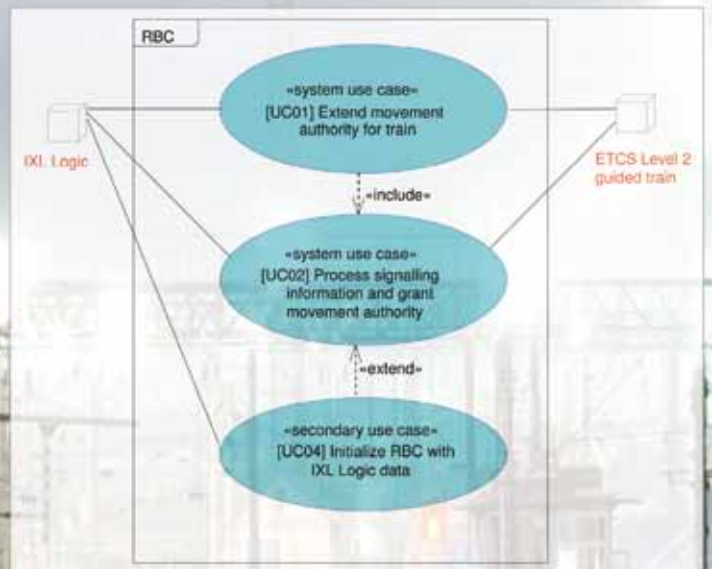 RBC
«system use case»
[UC01] Extend movement
authority for train
IXL Logic
ETCS Level 2
guided train
«include»
«system use case»
[UC02] Process signalling
information and grant
movement authority
«extend»
«secondary use case»
[UC04] Initialize RBC with
IXL Logic data